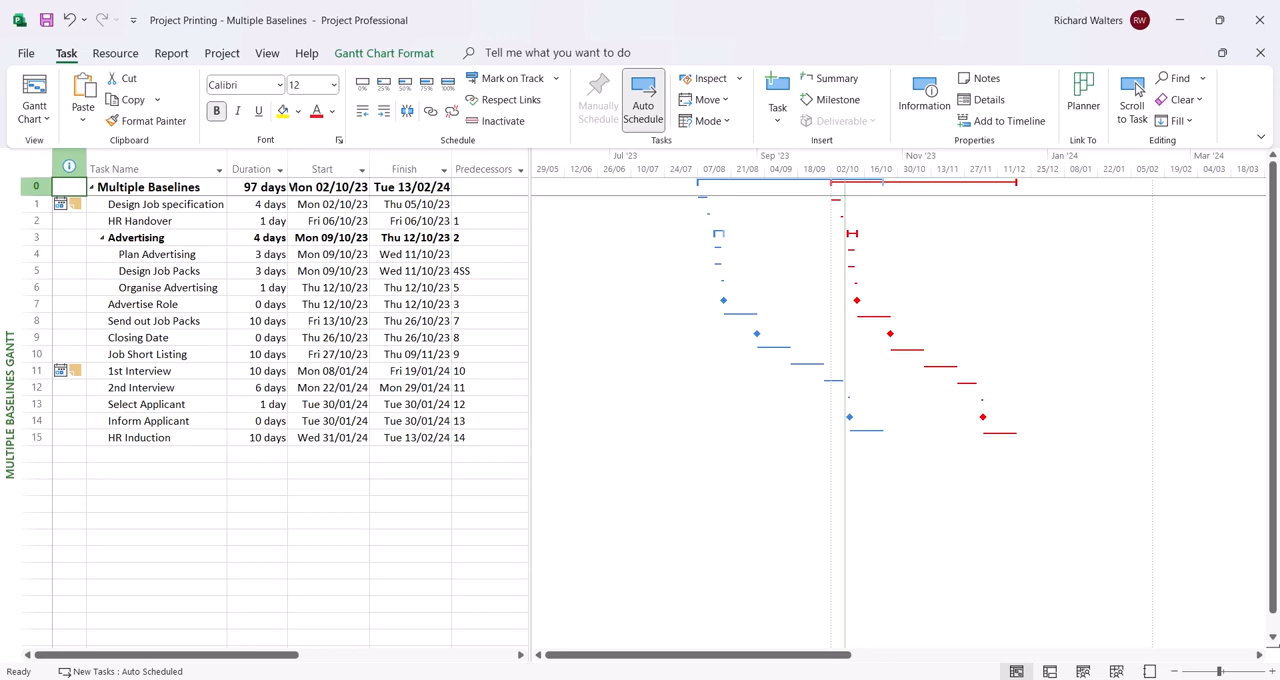 Project Printing - Multiple Baselines - Project Professional
Richard Walters RW
File Task Resource Report Project View Help Gantt Chart Format Tell me what you want to do
Gantt Chart
View
Paste Cut Copy Format Painter
Clipboard
Calibri 12
B I U A
Font
0% 25% 50% 75% 100%
Mark on Track Respect Links Inactivate
Schedule
Manually Schedule Auto Schedule Inspect Move Mode
Tasks
Task Summary Milestone Deliverable
Insert
Information Notes Details Add to Timeline
Properties
Planner
Link To
Scroll to Task Find Clear Fill
Editing
Jul '23 Sep '23 Nov '23 Jan '24 Mar '24
Task Name Duration Start Finish Predecessors
29/05 12/06 26/06 10/07 24/07 07/08 21/08 04/09 18/09 02/10 16/10 30/10 13/11 27/11 11/12 25/12 08/01 22/01 05/02 19/02 04/03 18/03
0 Multiple Baselines 97 days Mon 02/10/23 Tue 13/02/24
1 Design Job specification 4 days Mon 02/10/23 Thu 05/10/23
2 HR Handover 1 day Fri 06/10/23 Fri 06/10/23 1
3 Advertising 4 days Mon 09/10/23 Thu 12/10/23 2
4 Plan Advertising 3 days Mon 09/10/23 Wed 11/10/23
5 Design Job Packs 3 days Mon 09/10/23 Wed 11/10/23 4SS
6 Organise Advertising 1 day Thu 12/10/23 Thu 12/10/23 5
7 Advertise Role 0 days Thu 12/10/23 Thu 12/10/23 3
8 Send out Job Packs 10 days Fri 13/10/23 Thu 26/10/23 7
9 Closing Date 0 days Thu 26/10/23 Thu 26/10/23 8
10 Job Short Listing 10 days Fri 27/10/23 Thu 09/11/23 9
11 1st Interview 10 days Mon 08/01/24 Fri 19/01/24 10
12 2nd Interview 6 days Mon 22/01/24 Mon 29/01/24 11
13 Select Applicant 1 day Tue 30/01/24 Tue 30/01/24 12
14 Inform Applicant 0 days Tue 30/01/24 Tue 30/01/24 13
15 HR Induction 10 days Wed 31/01/24 Tue 13/02/24 14
MULTIPLE BASELINES GANTT
Ready New Tasks : Auto Scheduled